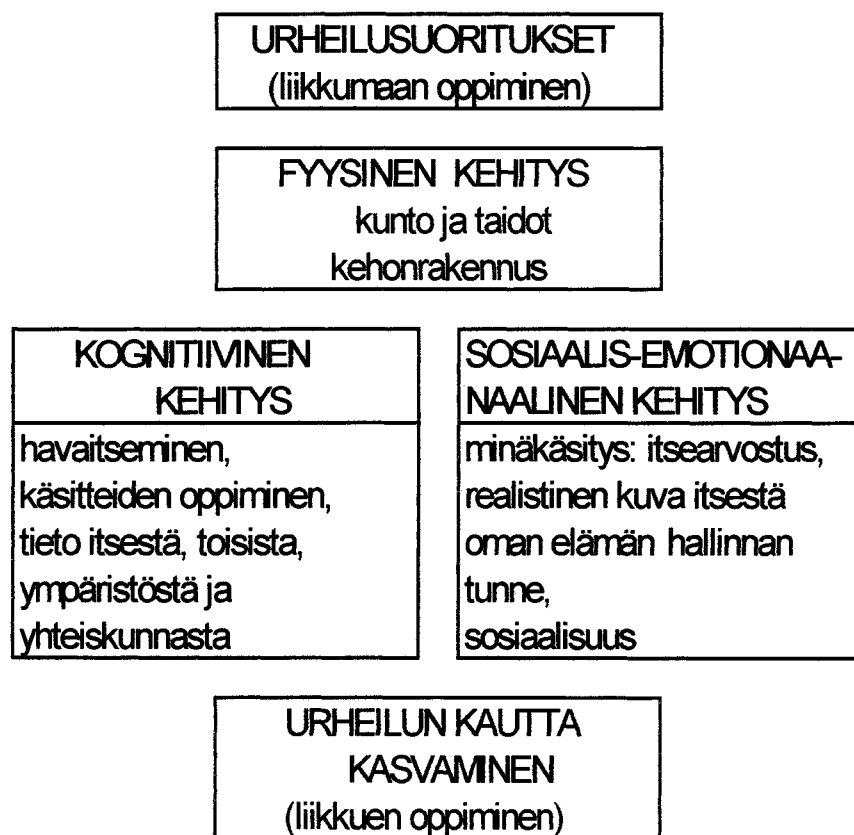 URHEILUSUORITUKSET
(liikkumaan oppiminen)
FYYSINEN KEHITYS
kunto ja taidot
kehonrakennus
KOGNITIIVINEN
KEHITYS
havaitseminen,
käsitteiden oppiminen,
tieto itsestä, toisista,
ympäristöstä ja
yhteiskunnasta
SOSIAALIS-EMOTIONAA-
NAALINEN KEHITYS
minäkäsitys: itsearvostus,
realistinen kuva itsestä
oman elämän hallinnan
tunne,
sosiaalisuus
URHEILUN KAUTTA
KASVAMINEN
(liikkuen oppiminen)